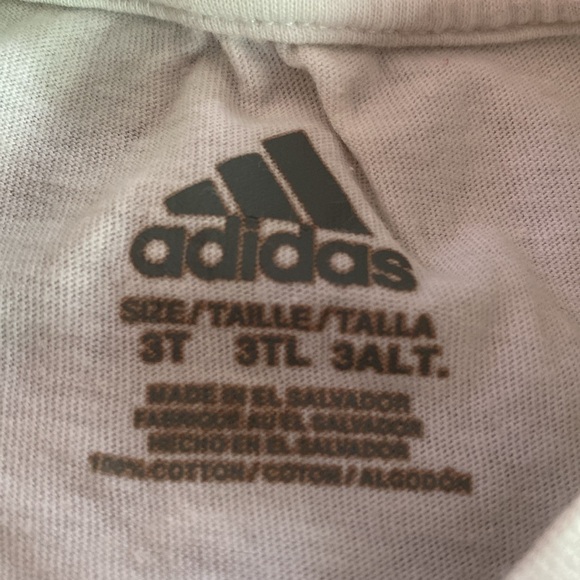 adidas
SIZE/TAILLE/TALLA
3T 3TL 3ALT.
MADE IN EL SALVADOR
FABRIQUE AU EL SALVADOR
HECHO EN EL SALVADOR
100% COTTON/COTON/ALGODÓN